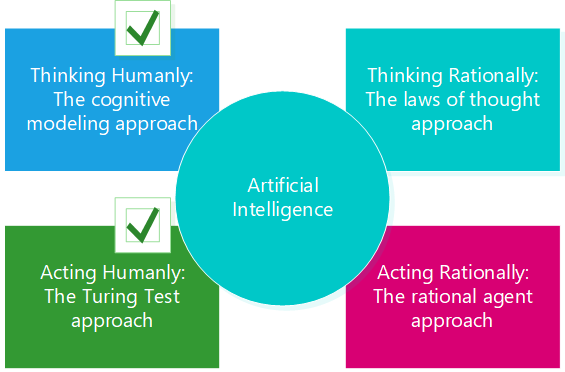 Thinking Humanly:
The cognitive
modeling approach
Thinking Rationally:
The laws of thought
approach
Artificial
Intelligence
Acting Humanly:
The Turing Test
approach
Acting Rationally:
The rational agent
approach